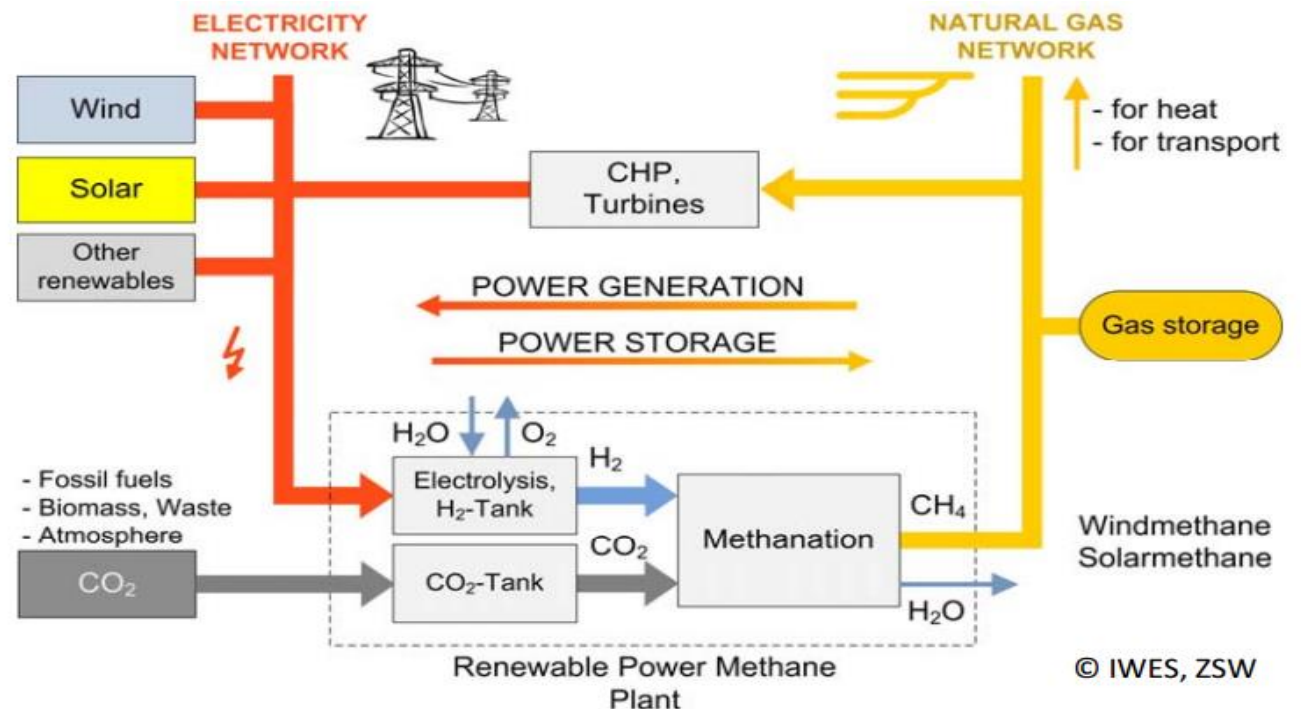 ELECTRICITY
NETWORK
NATURAL GAS
NETWORK
Wind
Solar
Other
renewables
CHP,
Turbines
- for heat
- for transport
POWER GENERATION
POWER STORAGE
Gas storage
H₂O
O₂
Electrolysis,
H₂-Tank
H₂
- Fossil fuels
- Biomass, Waste
- Atmosphere
CO₂
CO₂-Tank
CO₂
Methanation
CH₄
H₂O
Windmethane
Solarmethane
Renewable Power Methane
Plant
© IWES, ZSW